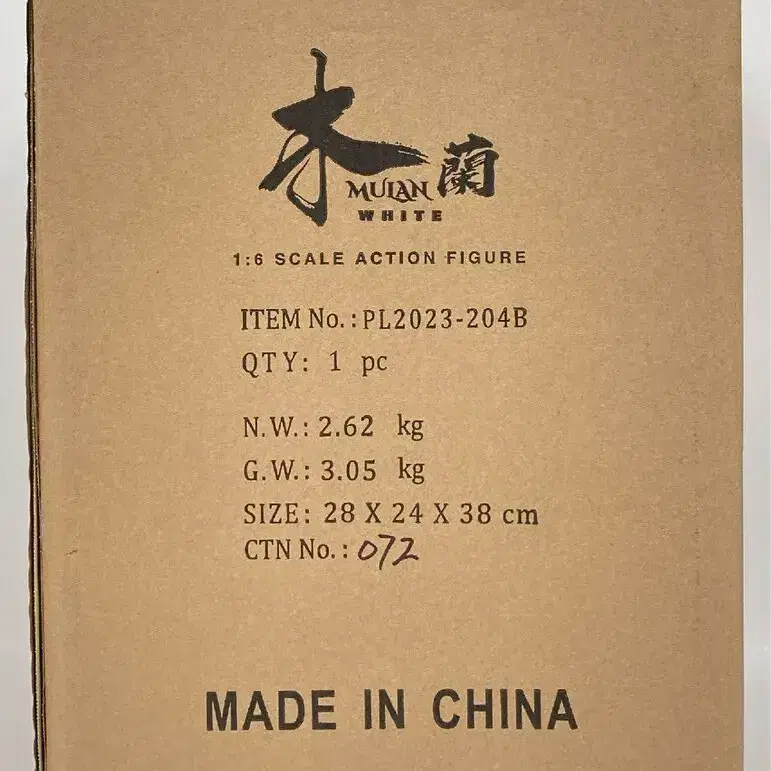 木蘭
MULAN
WHITE
1:6 SCALE ACTION FIGURE
ITEM No.:PL2023-204B
QTY: 1 pc
N.W.: 2.62 kg
G.W.: 3.05 kg
SIZE: 28 X 24 X 38 cm
CTN No.: 072
MADE IN CHINA